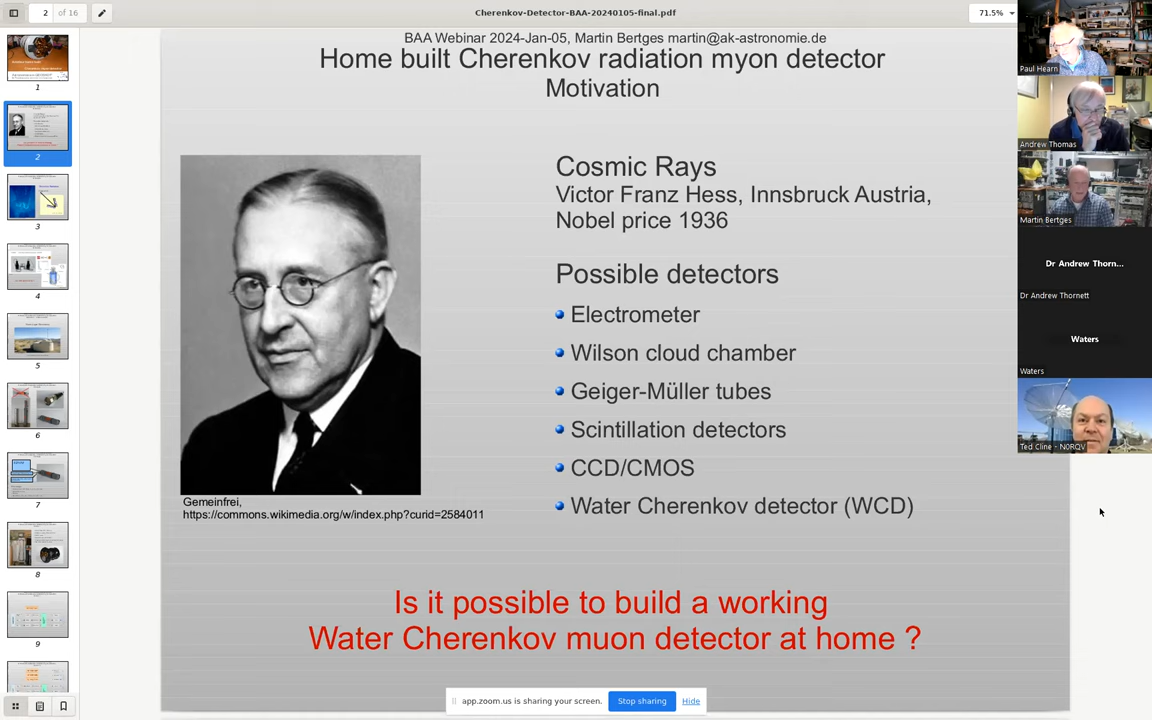 2
of 16
Cherenkov-Detector-BAA-20240105-final.pdf
71.5%
BAA Webinar 2024-Jan-05, Martin Bertges martin@ak-astronomie.de
Home built Cherenkov radiation myon detector
Motivation
Cosmic Rays
Victor Franz Hess, Innsbruck Austria,
Nobel price 1936
Possible detectors
Electrometer
Wilson cloud chamber
Geiger-Müller tubes
Scintillation detectors
CCD/CMOS
Water Cherenkov detector (WCD)
Gemeinfrei,
https://commons.wikimedia.org/w/index.php?curid=2584011
Is it possible to build a working
Water Cherenkov muon detector at home ?
app.zoom.us is sharing your screen.
Stop sharing
Hide
1
2
3
4
5
6
7
8
9
Paul Hearn
Andrew Thomas
Martin Bertges
Dr Andrew Thorn...
Dr Andrew Thornett
Waters
Waters
Ted Cline - N0RQV